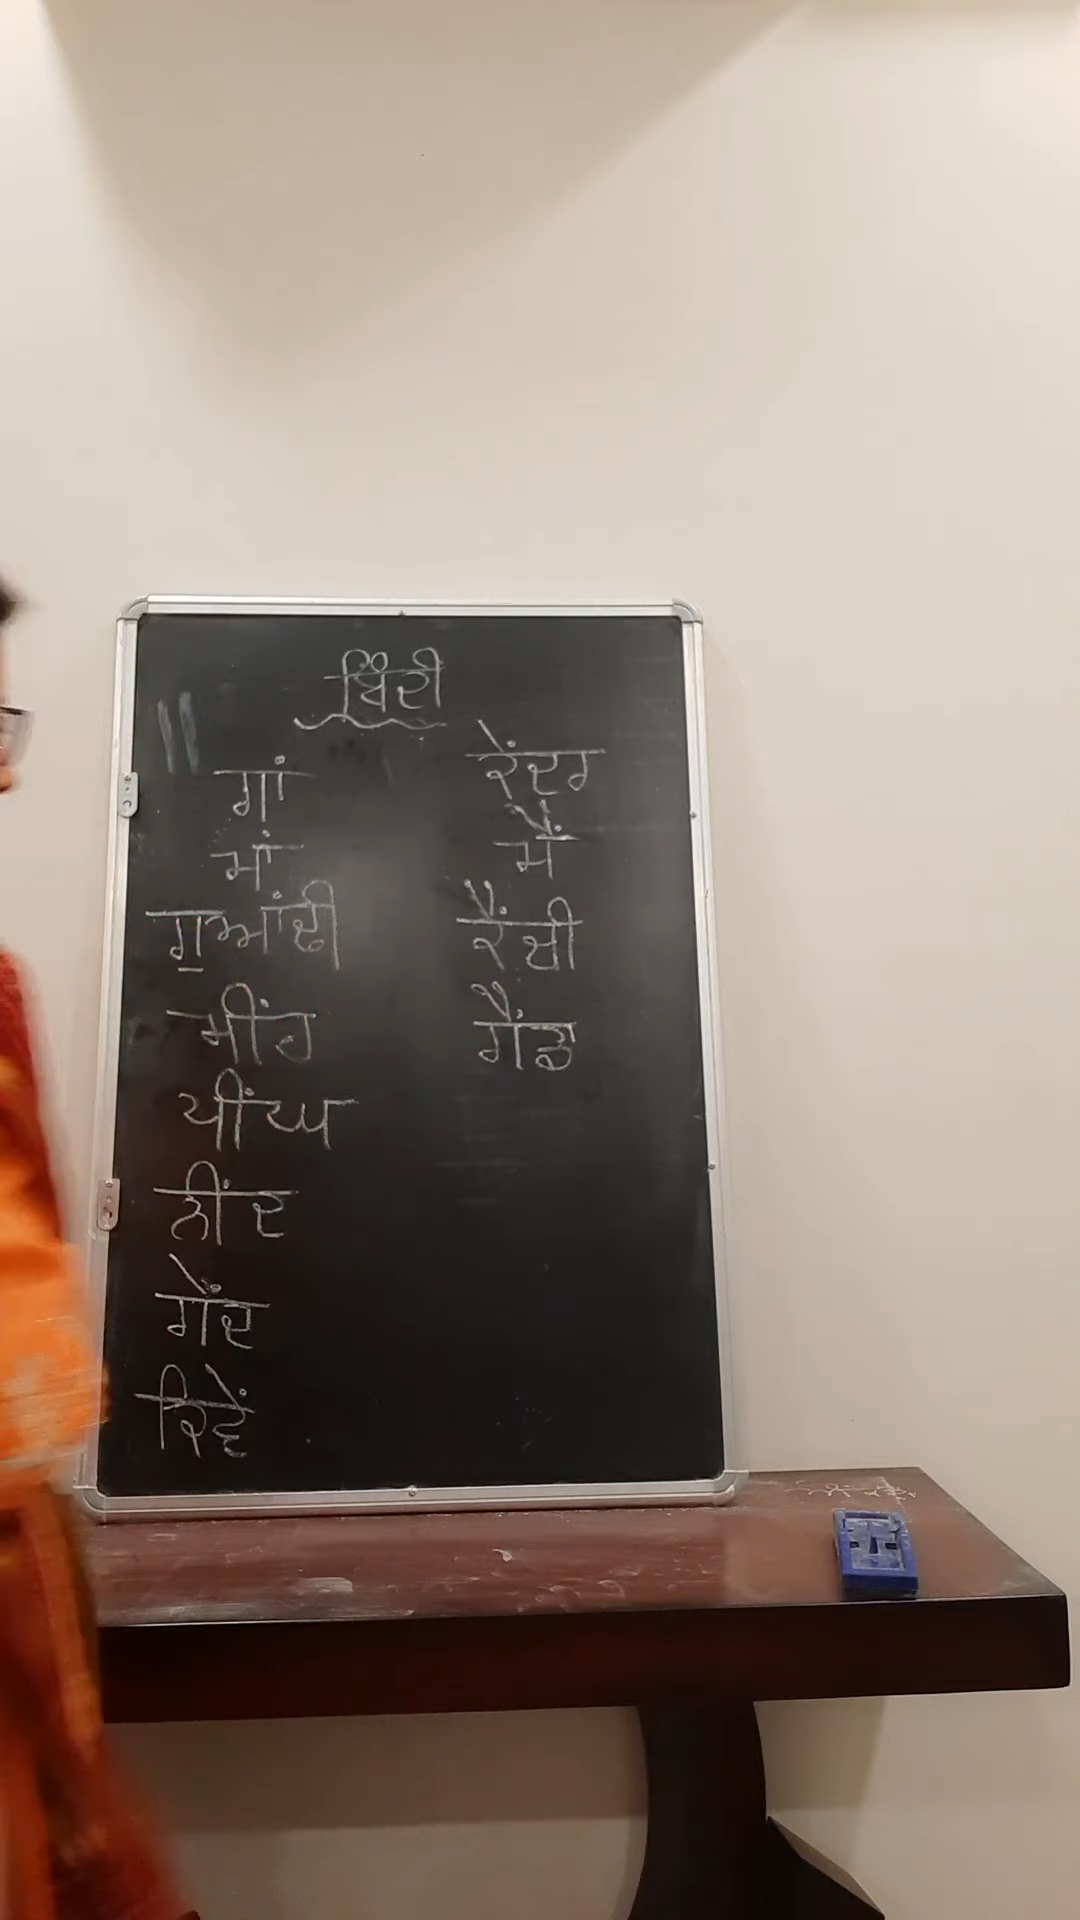 ਬਿੰਦੀ
ਗਾਂ
ਮਾਂ
ਗੁਆਂਢੀ
ਮੀਂਹ
ਪੀਂਘ
ਨੀਂਦ
ਗੇਂਦ
ਕਿਵੇਂ
ਕੇਂਦਰ
ਮੈਂ
ਕੈਂਚੀ
ਗੈਂਡਾ